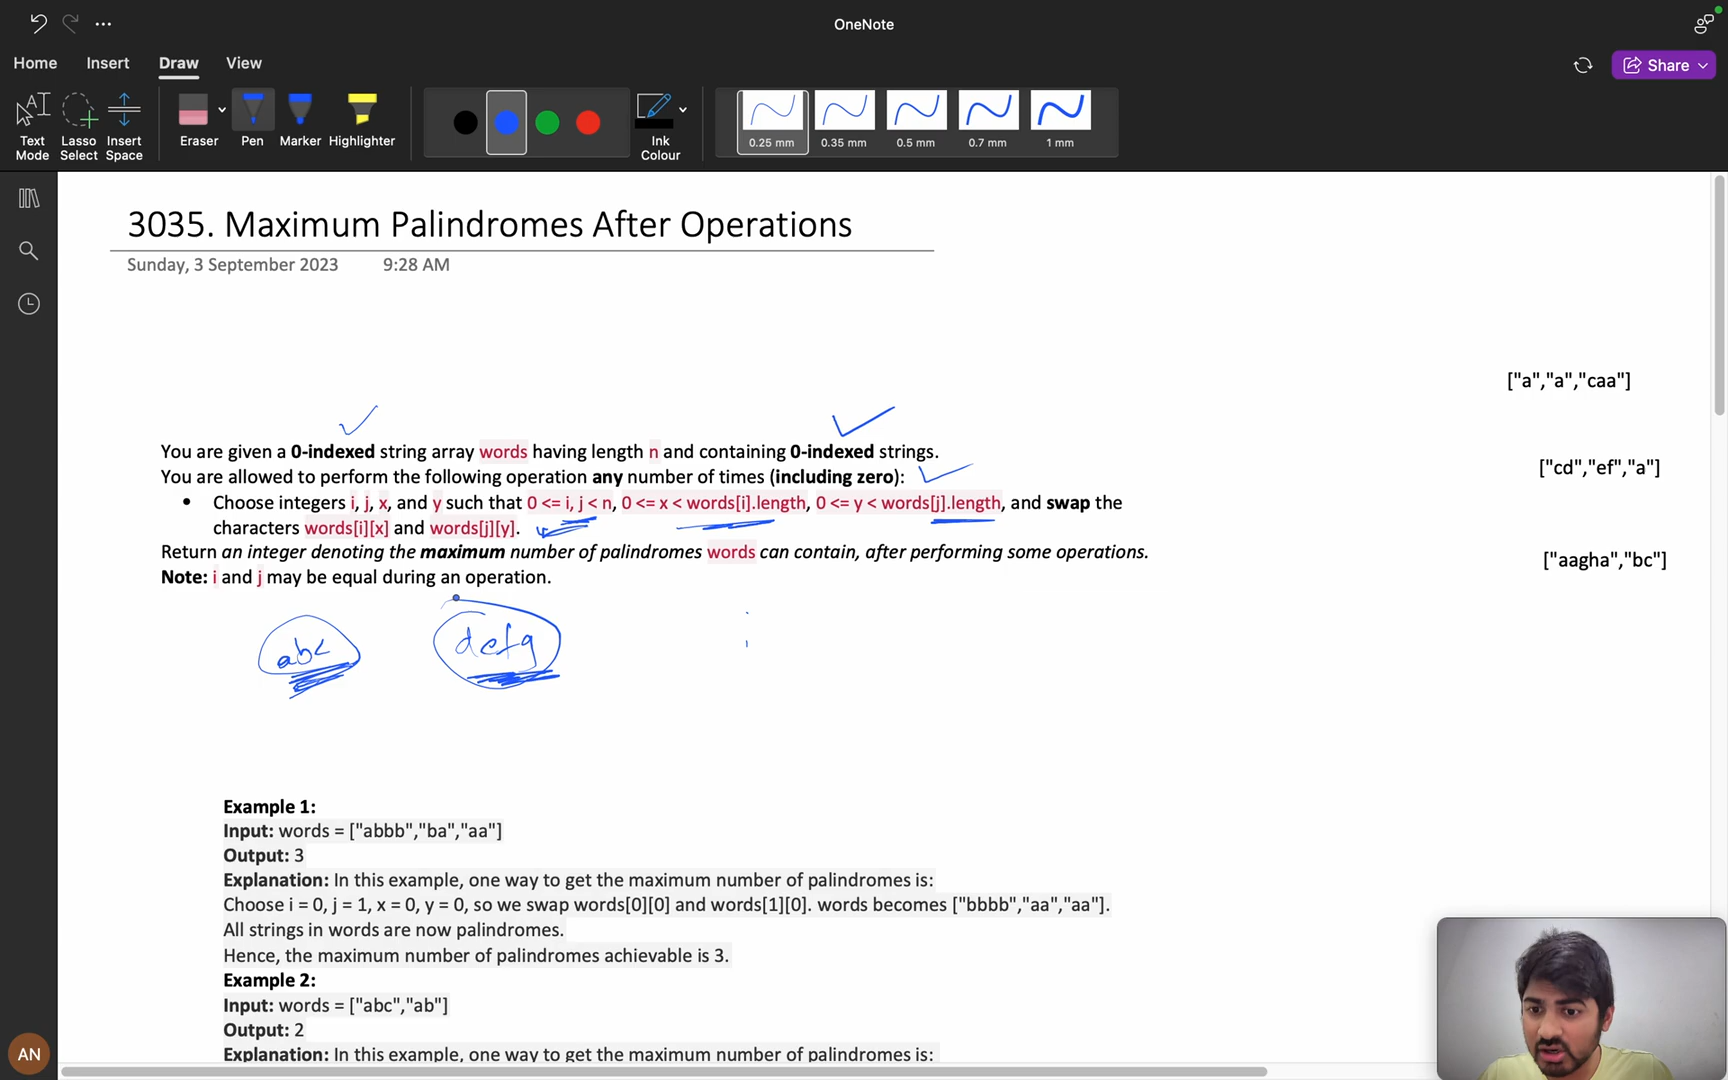 OneNote
Home Insert Draw View
Share
Text Mode
Lasso Select
Insert Space
Eraser
Pen
Marker
Highlighter
Ink Colour
0.25 mm
0.35 mm
0.5 mm
0.7 mm
1 mm
3035. Maximum Palindromes After Operations
Sunday, 3 September 2023 9:28 AM
["a","a","caa"]
You are given a 0-indexed string array words having length n and containing 0-indexed strings.
["cd","ef","a"]
You are allowed to perform the following operation any number of times (including zero):
• Choose integers i, j, x, and y such that 0 <= i, j < n, 0 <= x < words[i].length, 0 <= y < words[j].length, and swap the
characters words[i][x] and words[j][y].
Return an integer denoting the maximum number of palindromes words can contain, after performing some operations.
["aagha","bc"]
Note: i and j may be equal during an operation.
abc defg
Example 1:
Input: words = ["abbb","ba","aa"]
Output: 3
Explanation: In this example, one way to get the maximum number of palindromes is:
Choose i = 0, j = 1, x = 0, y = 0, so we swap words[0][0] and words[1][0]. words becomes ["bbbb","aa","aa"].
All strings in words are now palindromes.
Hence, the maximum number of palindromes achievable is 3.
Example 2:
Input: words = ["abc","ab"]
Output: 2
Explanation: In this example, one way to get the maximum number of palindromes is:
AN